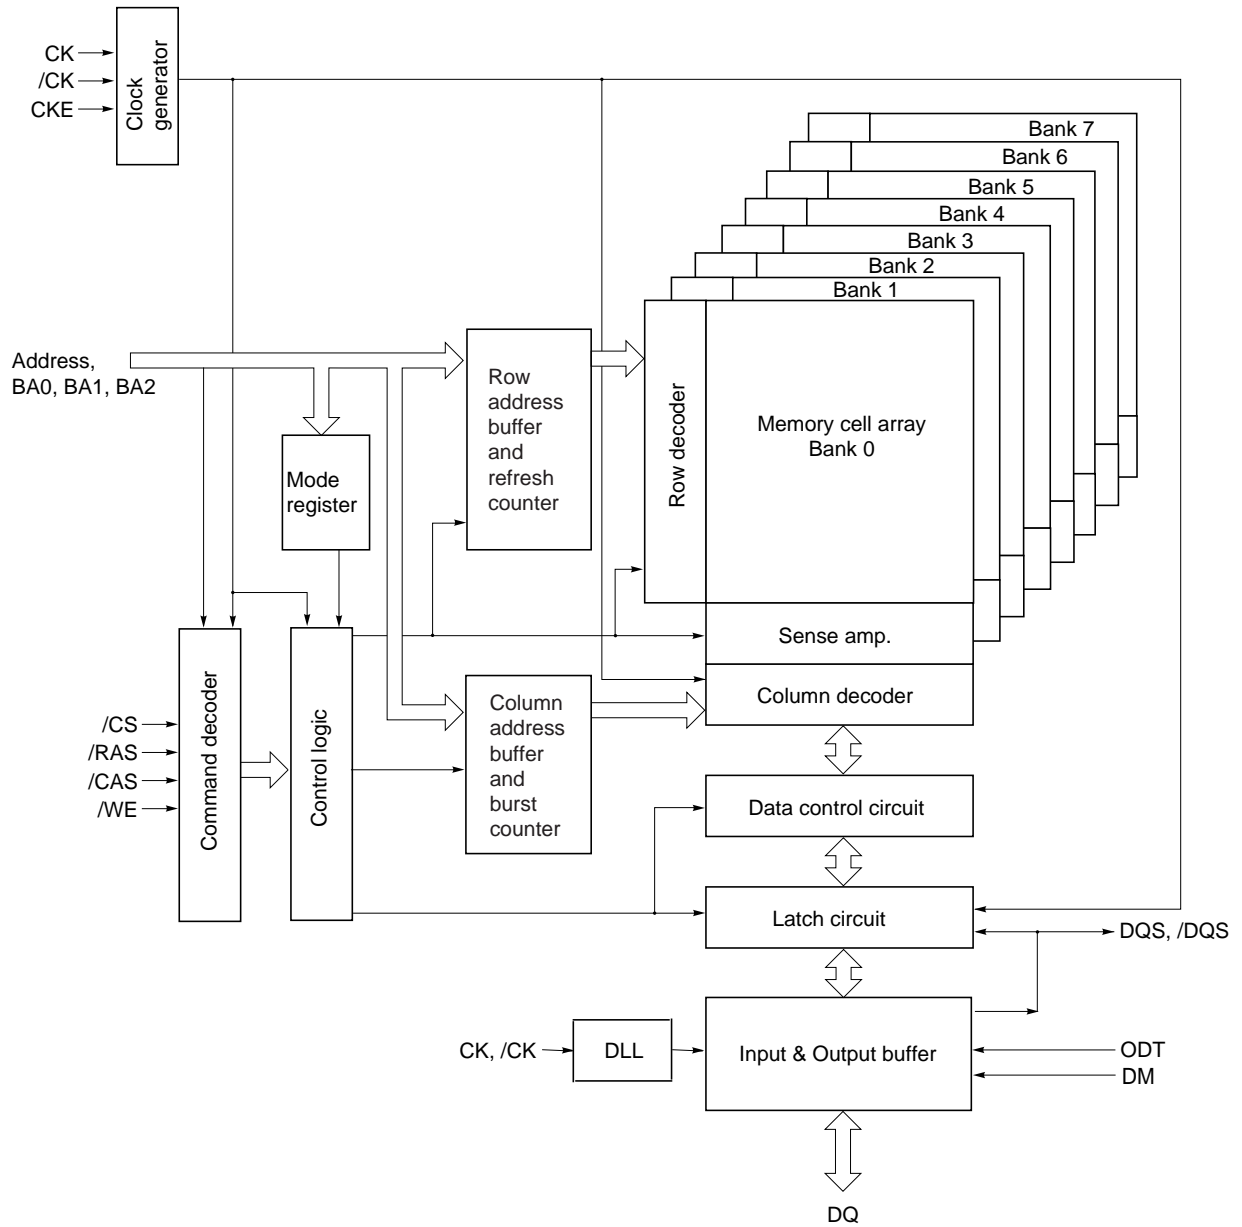 CK
/CK
CKE
Clock
generator
Bank 7
Bank 6
Bank 5
Bank 4
Bank 3
Bank 2
Bank 1
Address,
BA0, BA1, BA2
Row
address
buffer
and
refresh
counter
Row decoder
Memory cell array
Bank 0
Mode
register
Sense amp.
Column decoder
/CS
/RAS
/CAS
/WE
Command decoder
Control logic
Column
address
buffer
and
burst
counter
Data control circuit
Latch circuit
DQS, /DQS
CK, /CK
DLL
Input & Output buffer
ODT
DM
DQ